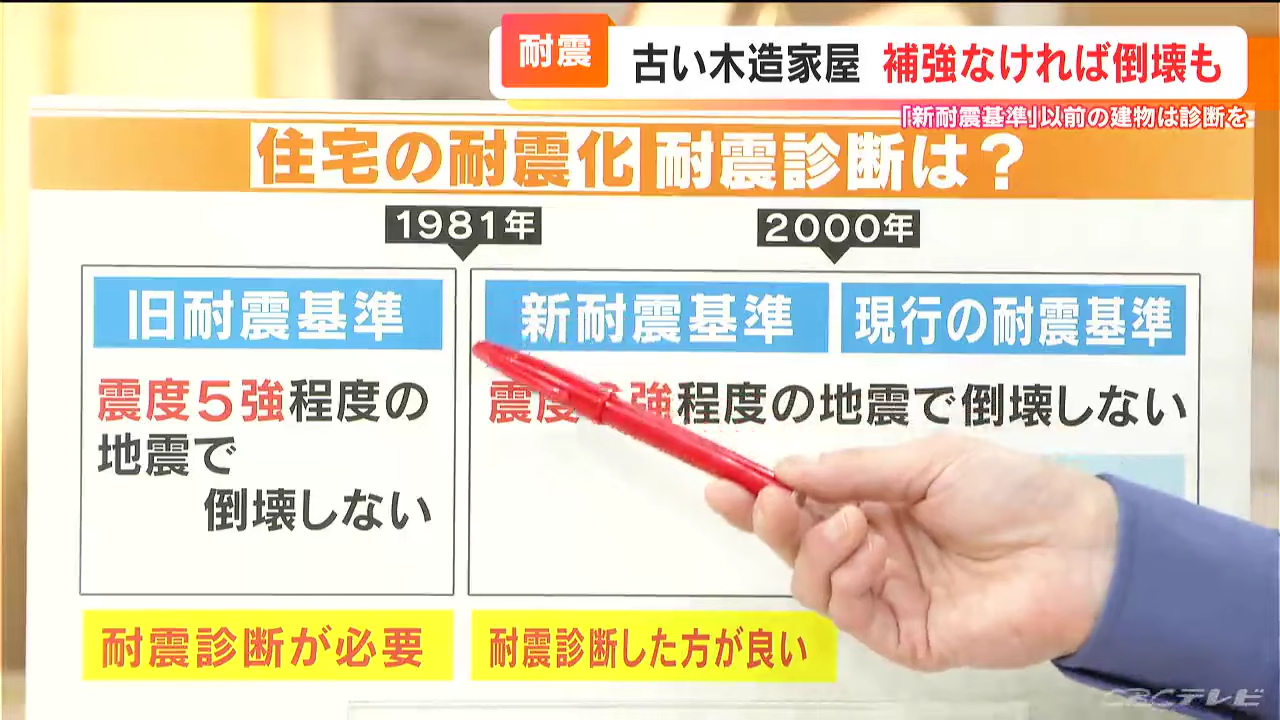 耐震
古い木造家屋 補強なければ倒壊も
「新耐震基準」以前の建物は診断を
住宅の耐震化 耐震診断は？
1981年
2000年
旧耐震基準
新耐震基準
現行の耐震基準
震度5強程度の
地震で
倒壊しない
震度 強程度の地震で倒壊しない
耐震診断が必要
耐震診断した方が良い
CBCテレビ